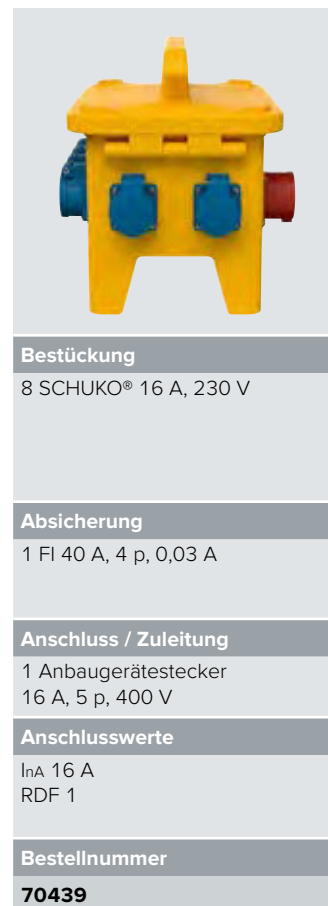 Bestückung
8 SCHUKO® 16 A, 230 V
Absicherung
1 FI 40 A, 4 p, 0,03 A
Anschluss / Zuleitung
1 Anbaugerätestecker
16 A, 5 p, 400 V
Anschlusswerte
InA 16 A
RDF 1
Bestellnummer
70439